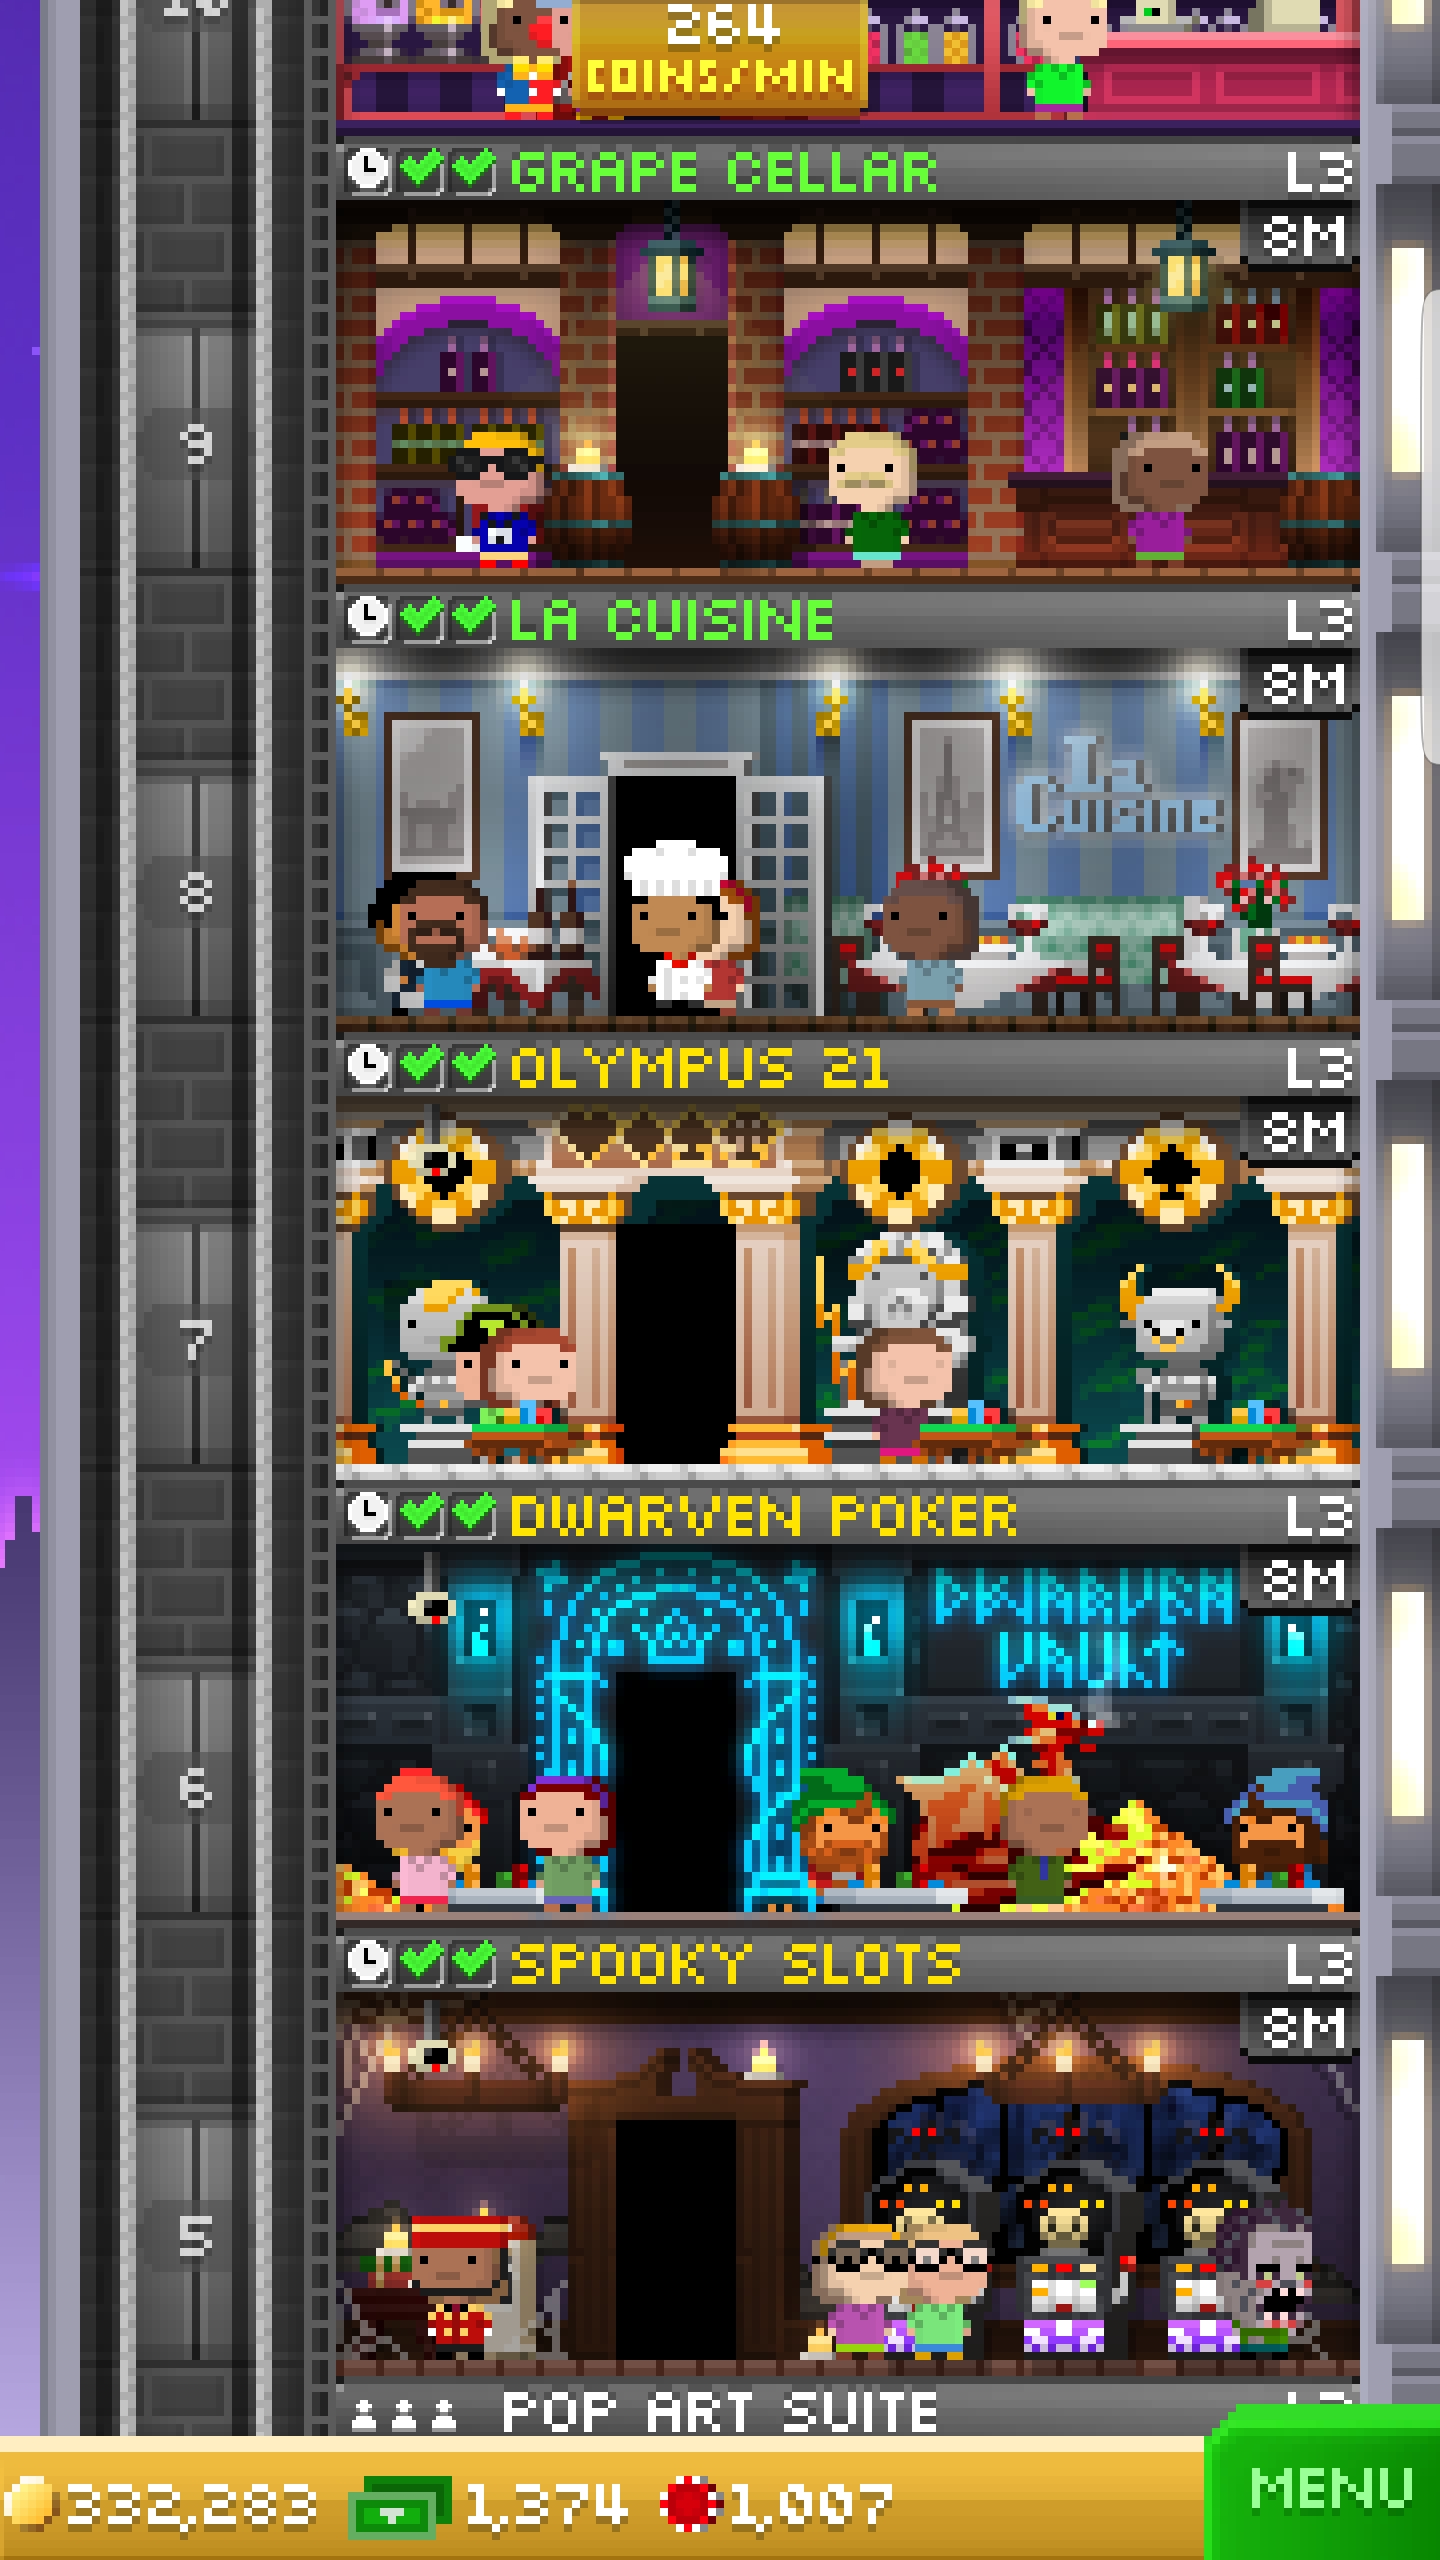 10
264
COINS/MIN
GRAPE CELLAR L3
8M
9
LA CUISINE L3
8M
La
Cuisine
8
OLYMPUS 21 L3
8M
7
DWARVEN POKER L3
8M
DWARVEN
VAULT
6
SPOOKY SLOTS L3
8M
5
POP ART SUITE L3
332,283 1,374 1,007
MENU